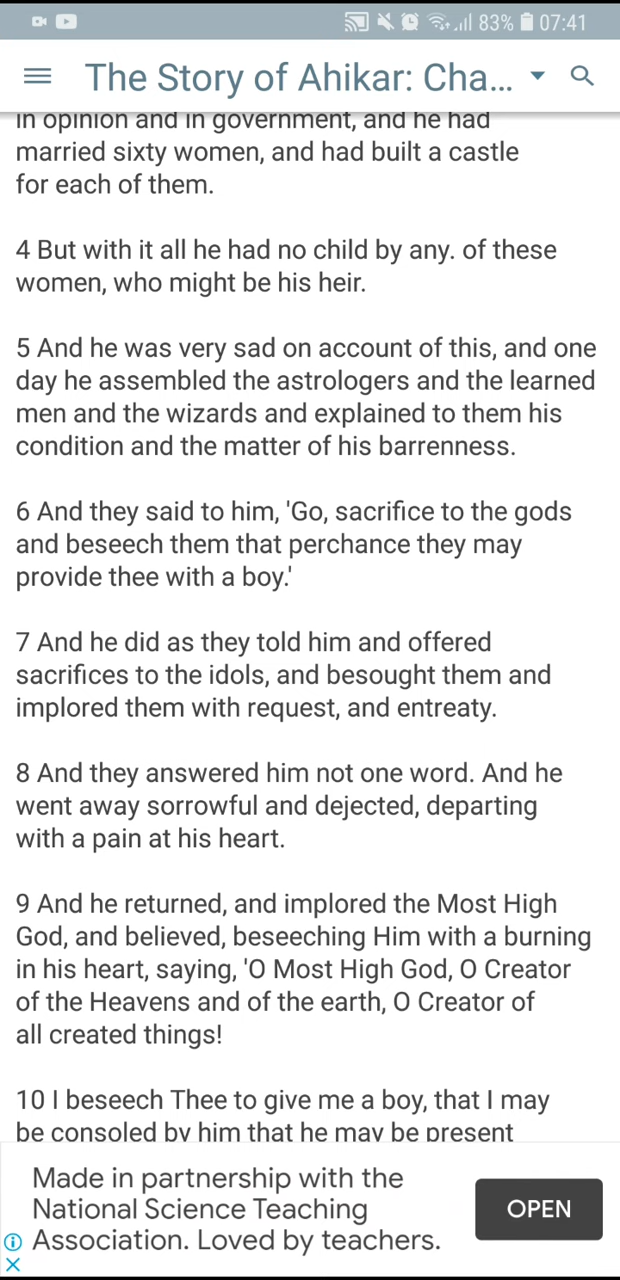 83% 07:41
The Story of Ahikar: Cha...
in opinion and in government, and he had
married sixty women, and had built a castle
for each of them.
4 But with it all he had no child by any. of these
women, who might be his heir.
5 And he was very sad on account of this, and one
day he assembled the astrologers and the learned
men and the wizards and explained to them his
condition and the matter of his barrenness.
6 And they said to him, 'Go, sacrifice to the gods
and beseech them that perchance they may
provide thee with a boy.'
7 And he did as they told him and offered
sacrifices to the idols, and besought them and
implored them with request, and entreaty.
8 And they answered him not one word. And he
went away sorrowful and dejected, departing
with a pain at his heart.
9 And he returned, and implored the Most High
God, and believed, beseeching Him with a burning
in his heart, saying, 'O Most High God, O Creator
of the Heavens and of the earth, O Creator of
all created things!
10 I beseech Thee to give me a boy, that I may
be consoled by him that he may be present
Made in partnership with the
National Science Teaching
Association. Loved by teachers.
OPEN